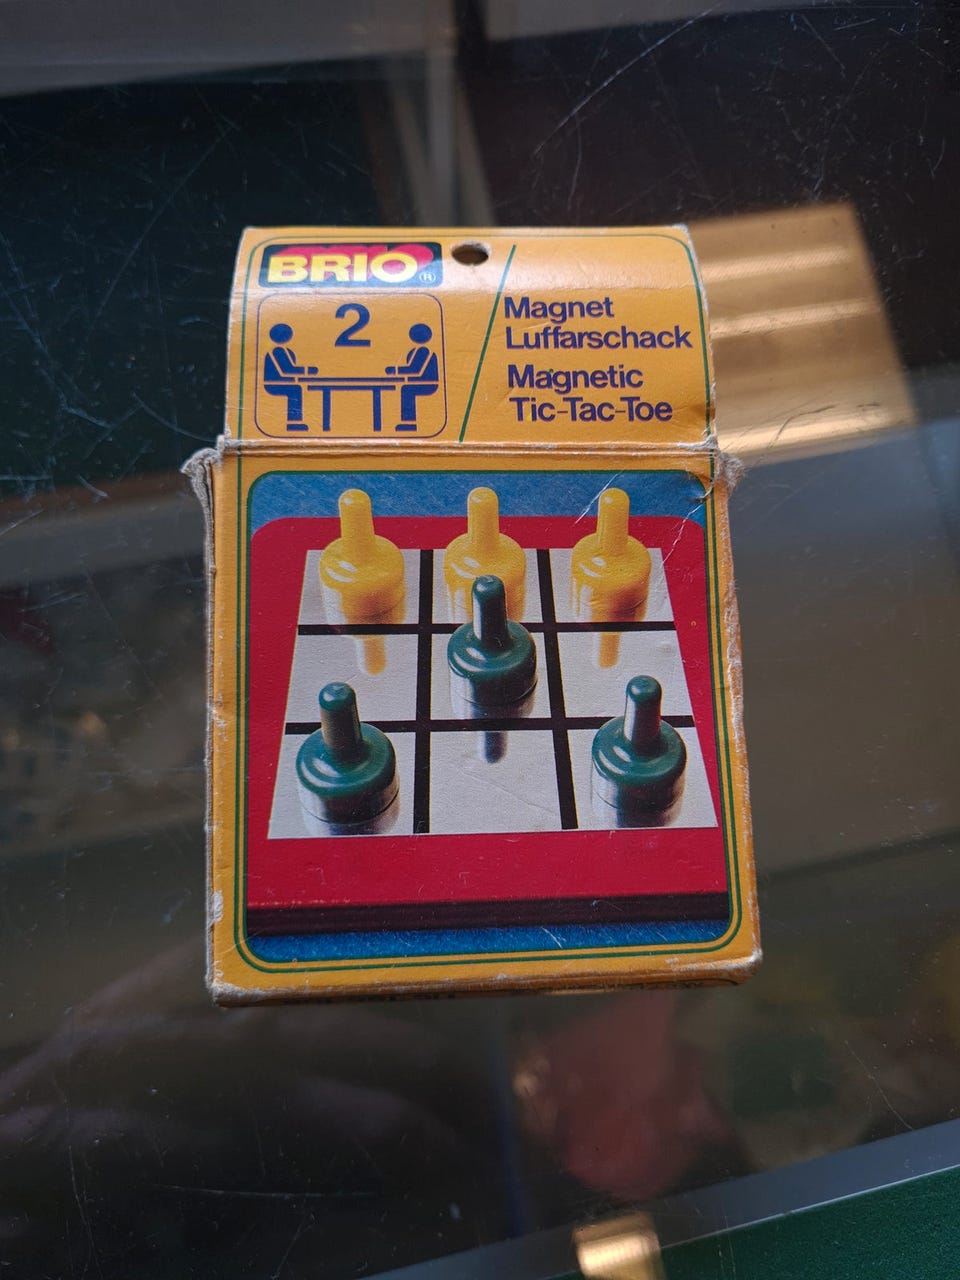 BRIO®
2
Magnet
Luffarschack
Magnetic
Tic-Tac-Toe